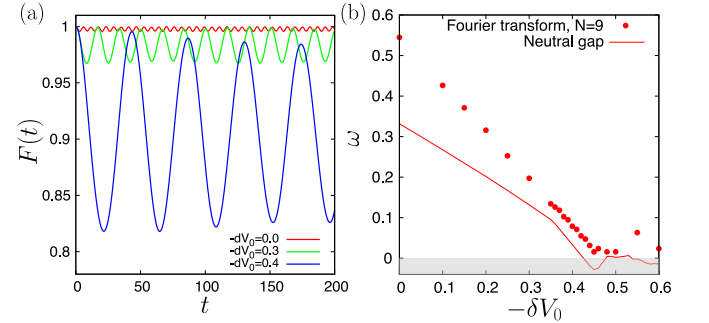 (a)
1
0.95
0.9
0.85
0.8
F(t)
-dV₀=0.0
-dV₀=0.3
-dV₀=0.4
0 50 100 150 200
t
(b)
Fourier transform, N=9
Neutral gap
0.6
0.5
0.4
0.3
0.2
0.1
0
ω
0 0.1 0.2 0.3 0.4 0.5 0.6
−δV₀